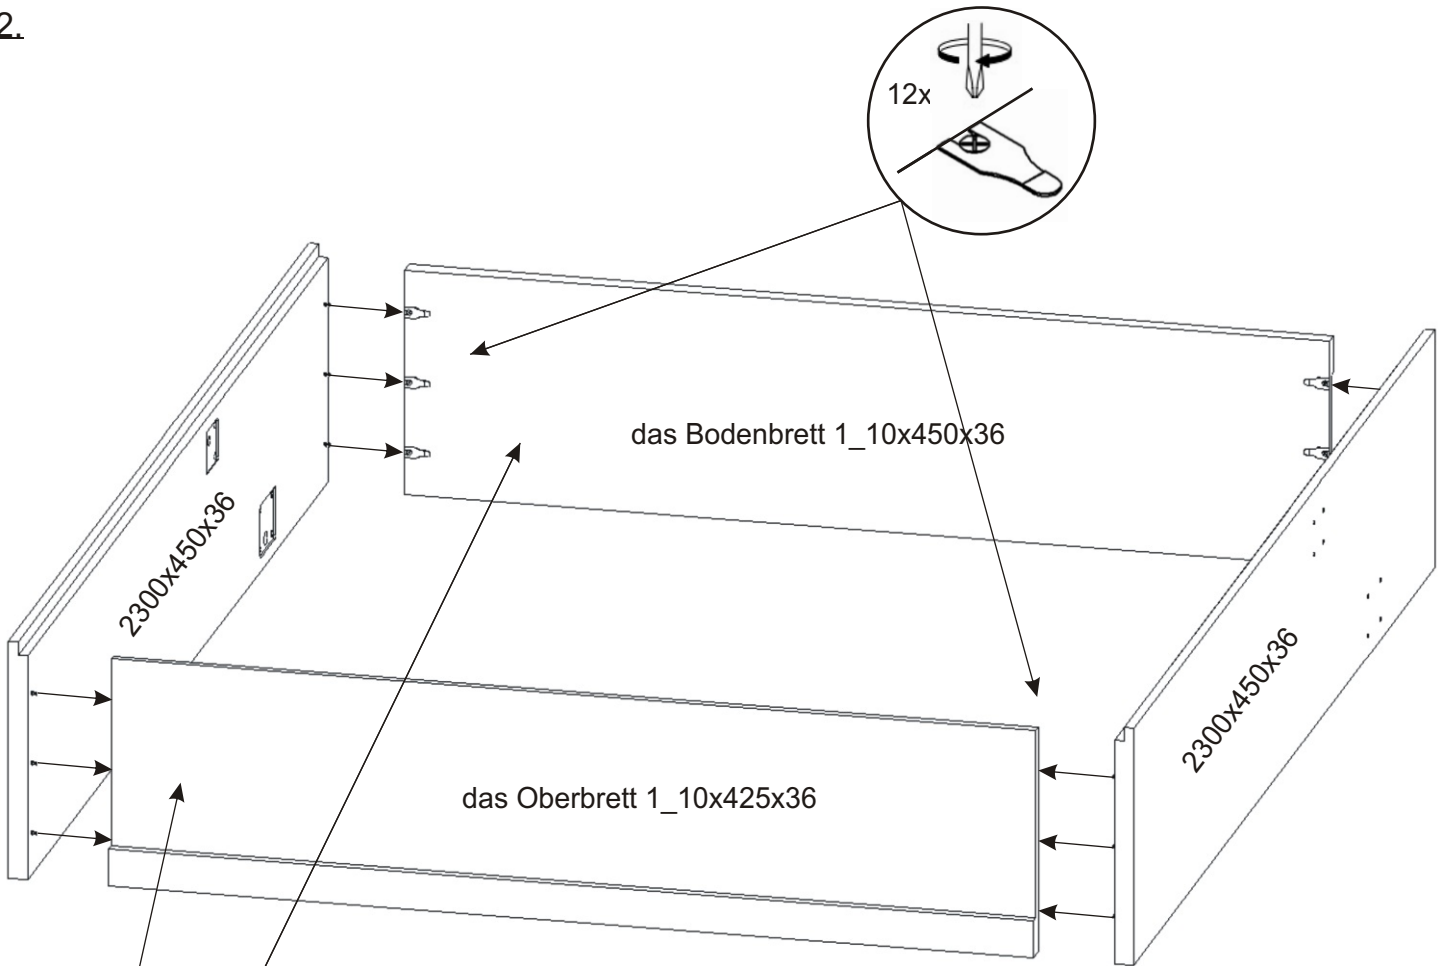 2.
12x
das Bodenbrett 1_10x450x36
2300x450x36
2300x450x36
das Oberbrett 1_10x425x36